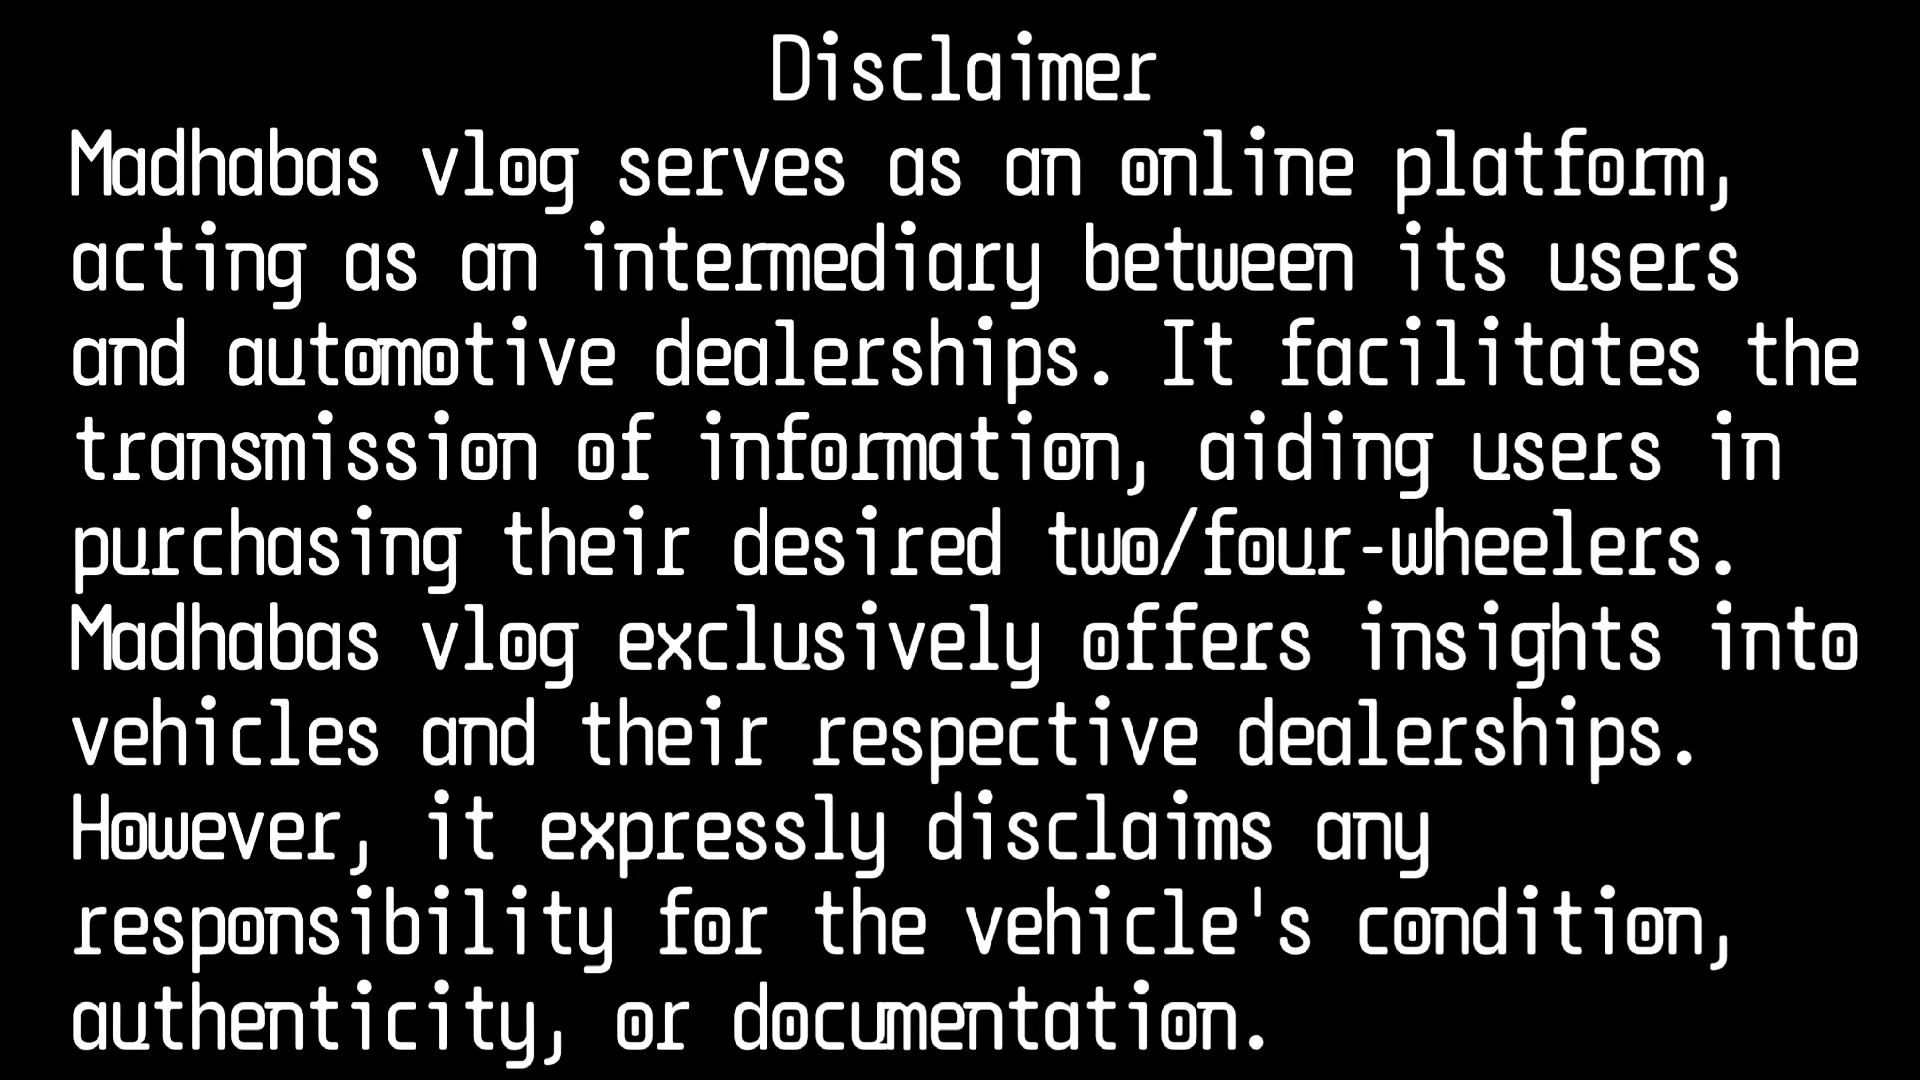 Disclaimer
Madhabas vlog serves as an online platform,
acting as an intermediary between its users
and automotive dealerships. It facilitates the
transmission of information, aiding users in
purchasing their desired two/four-wheelers.
Madhabas vlog exclusively offers insights into
vehicles and their respective dealerships.
However, it expressly disclaims any
responsibility for the vehicle's condition,
authenticity, or documentation.